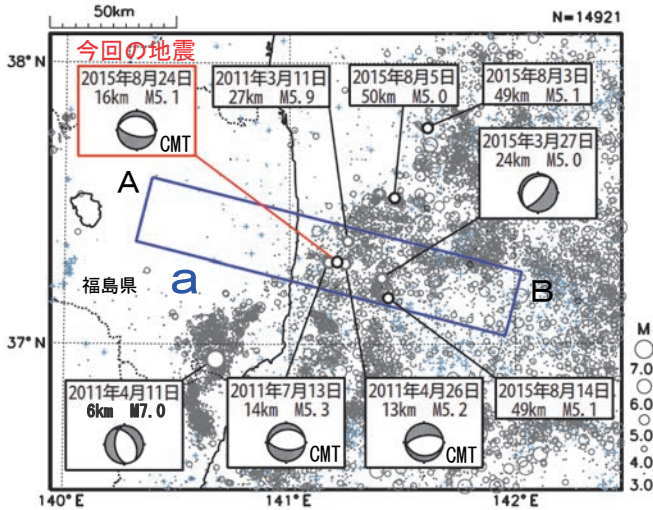 50km
N=14921
38°N
今回の地震
2015年8月24日
16km M5.1
CMT
2011年3月11日
27km M5.9
2015年8月5日
50km M5.0
2015年8月3日
49km M5.1
2015年3月27日
24km M5.0
A
福島県
a
B
37°N
2011年4月11日
6km M7.0
2011年7月13日
14km M5.3
CMT
2011年4月26日
13km M5.2
CMT
2015年8月14日
49km M5.1
M
7.0
6.0
5.0
4.0
3.0
140°E
141°E
142°E